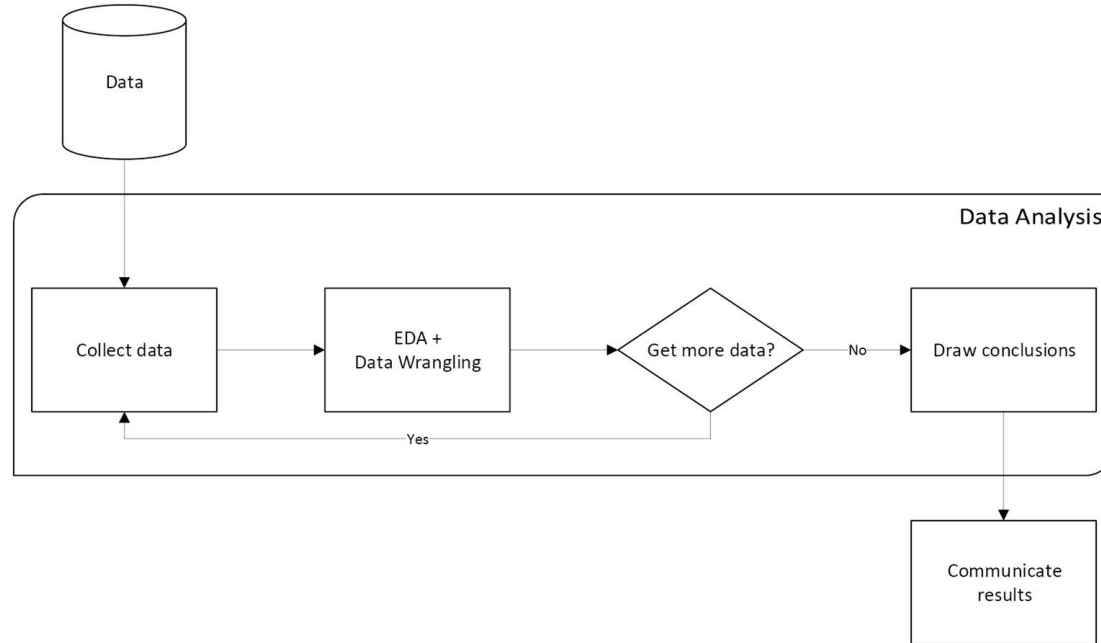 Data
Data Analysis
Collect data
EDA +
Data Wrangling
Get more data?
No
Draw conclusions
Yes
Communicate
results